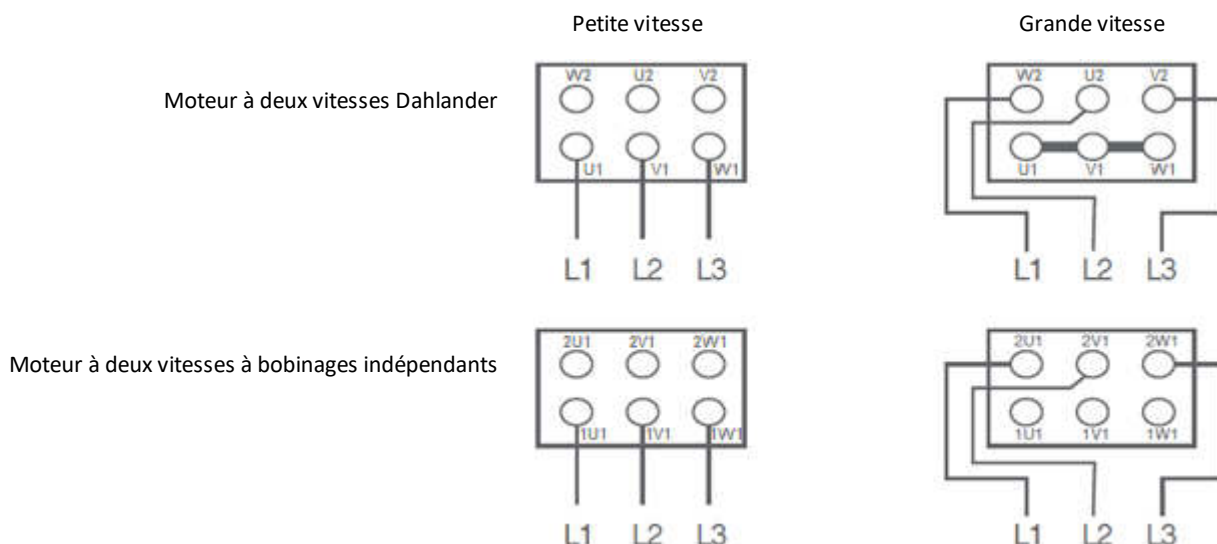 Petite vitesse Grande vitesse
Moteur à deux vitesses Dahlander
W2 U2 V2
U1 V1 W1
L1 L2 L3
W2 U2 V2
U1 V1 W1
L1 L2 L3
Moteur à deux vitesses à bobinages indépendants
2U1 2V1 2W1
1U1 1V1 1W1
L1 L2 L3
2U1 2V1 2W1
1U1 1V1 1W1
L1 L2 L3